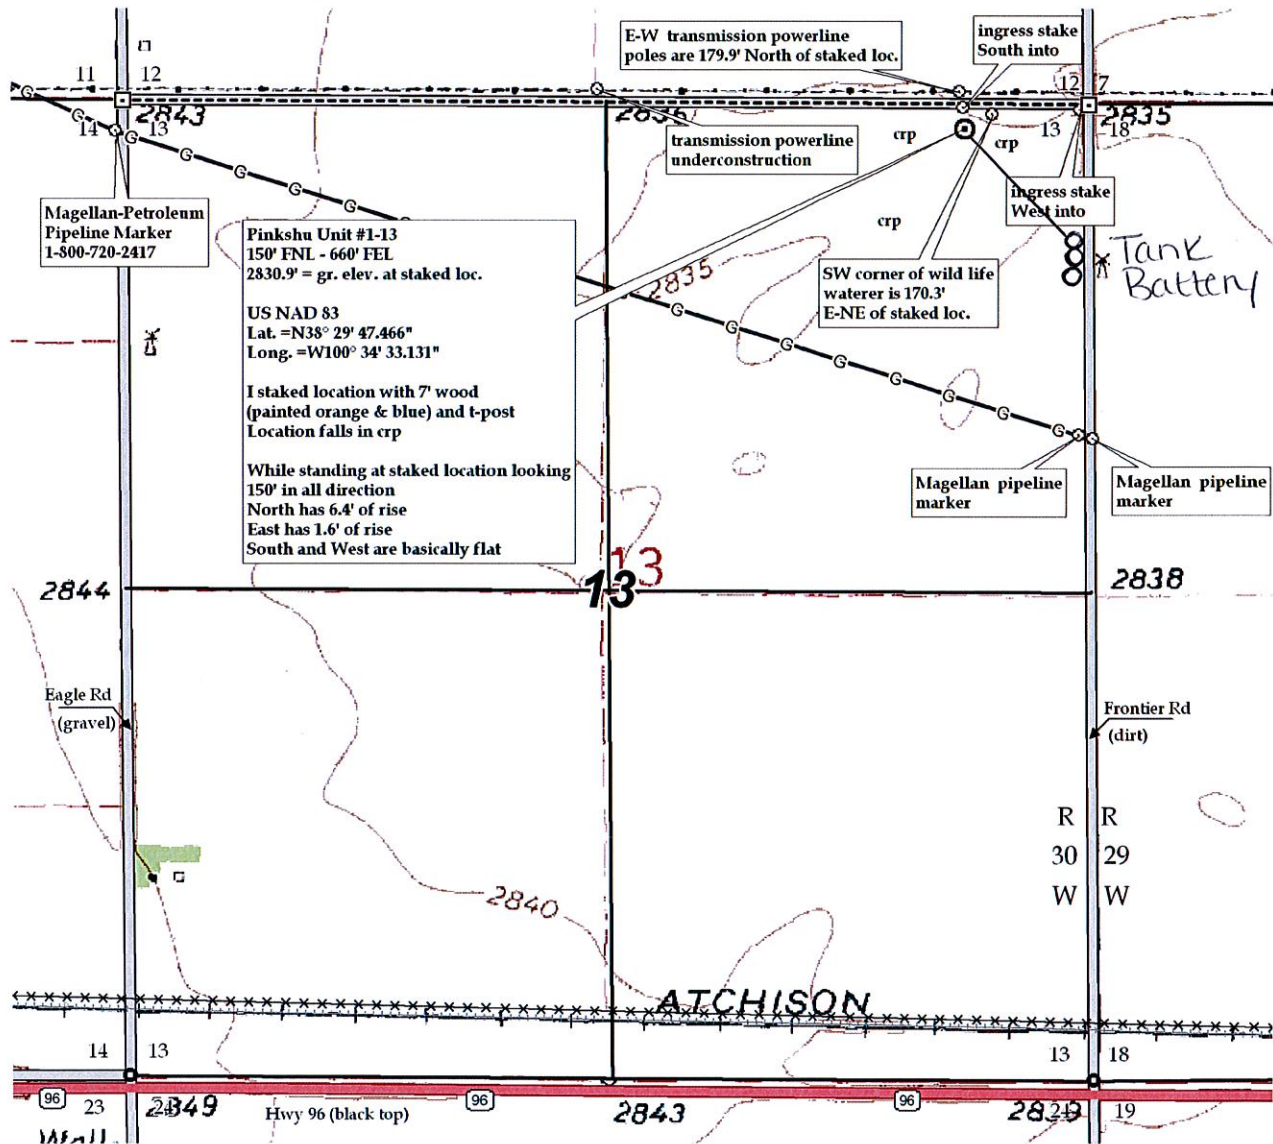 E-W transmission powerline
poles are 179.9' North of staked loc.
ingress stake
South into
11
12
12
7
14
13
2843
2836
13
18
2835
crp
crp
crp
transmission powerline
underconstruction
ingress stake
West into
Magellan-Petroleum
Pipeline Marker
1-800-720-2417
Tank
Battery
Pinkshu Unit #1-13
150' FNL - 660' FEL
2830.9' = gr. elev. at staked loc.
US NAD 83
Lat. =N38° 29' 47.466"
Long. =W100° 34' 33.131"
I staked location with 7' wood
(painted orange & blue) and t-post
Location falls in crp
While standing at staked location looking
150' in all direction
North has 6.4' of rise
East has 1.6' of rise
South and West are basically flat
2835
SW corner of wild life
waterer is 170.3'
E-NE of staked loc.
G G G G G G G
G G G G G G G G
Magellan pipeline
marker
Magellan pipeline
marker
13
13
2844
2838
Eagle Rd
(gravel)
Frontier Rd
(dirt)
R R
30 29
W W
2840
ATCHISON
14 13
13 18
96
96
96
23
2849
Hwy 96 (black top)
2843
24
19